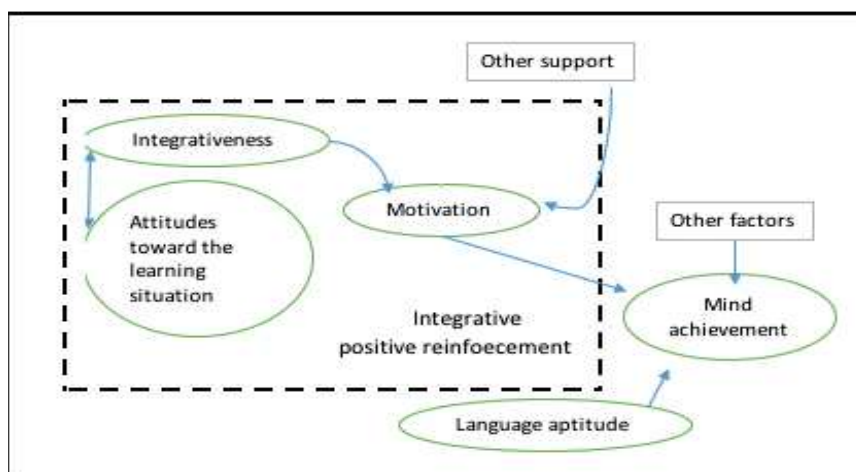 Other support
Integrativeness
Attitudes
toward the
learning
situation
Motivation
Other factors
Integrative
positive reinfoecement
Mind
achievement
Language aptitude